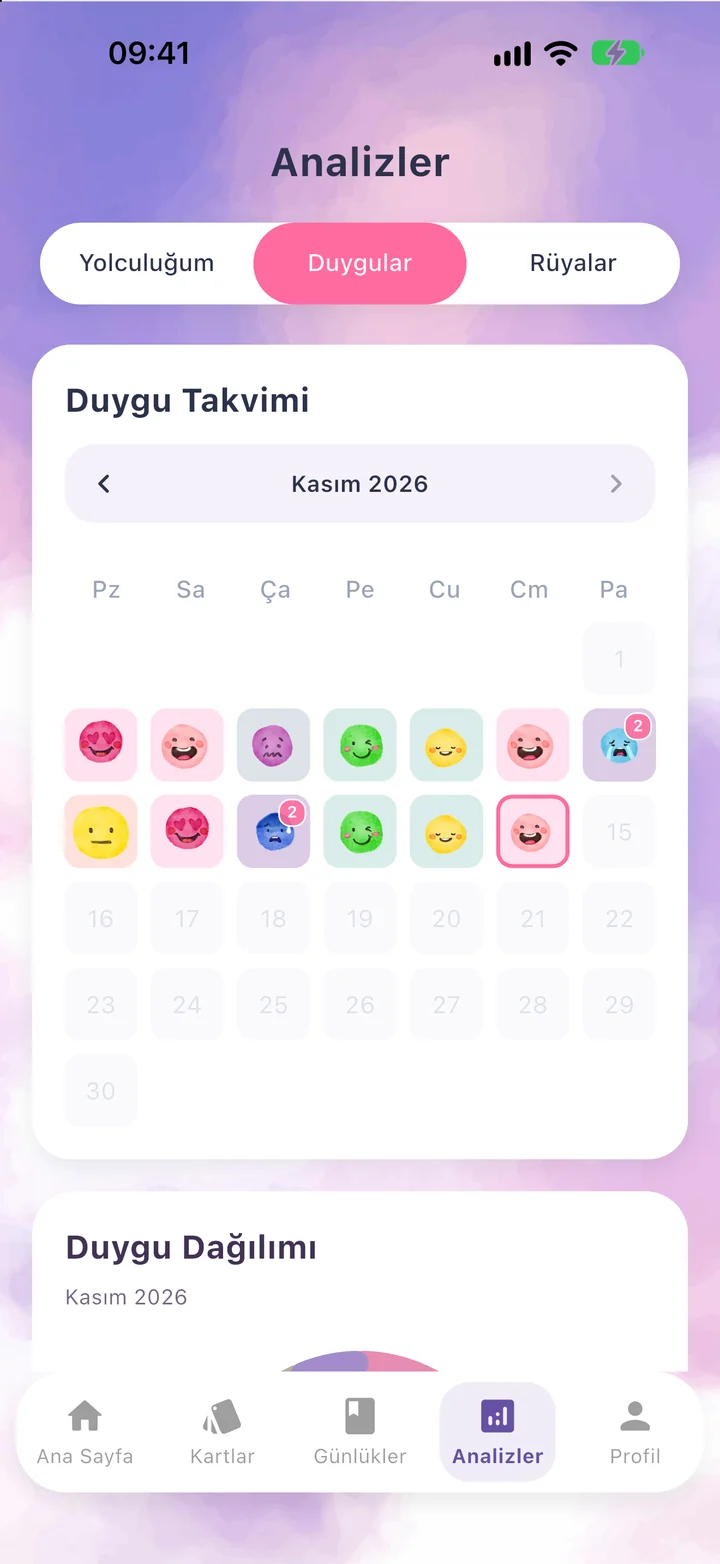 09:41
Analizler
Yolculuğum Duygular Rüyalar
Duygu Takvimi
Kasım 2026
Pz Sa Ça Pe Cu Cm Pa
1
2
2 15
16 17 18 19 20 21 22
23 24 25 26 27 28 29
30
Duygu Dağılımı
Kasım 2026
Ana Sayfa Kartlar Günlükler Analizler Profil